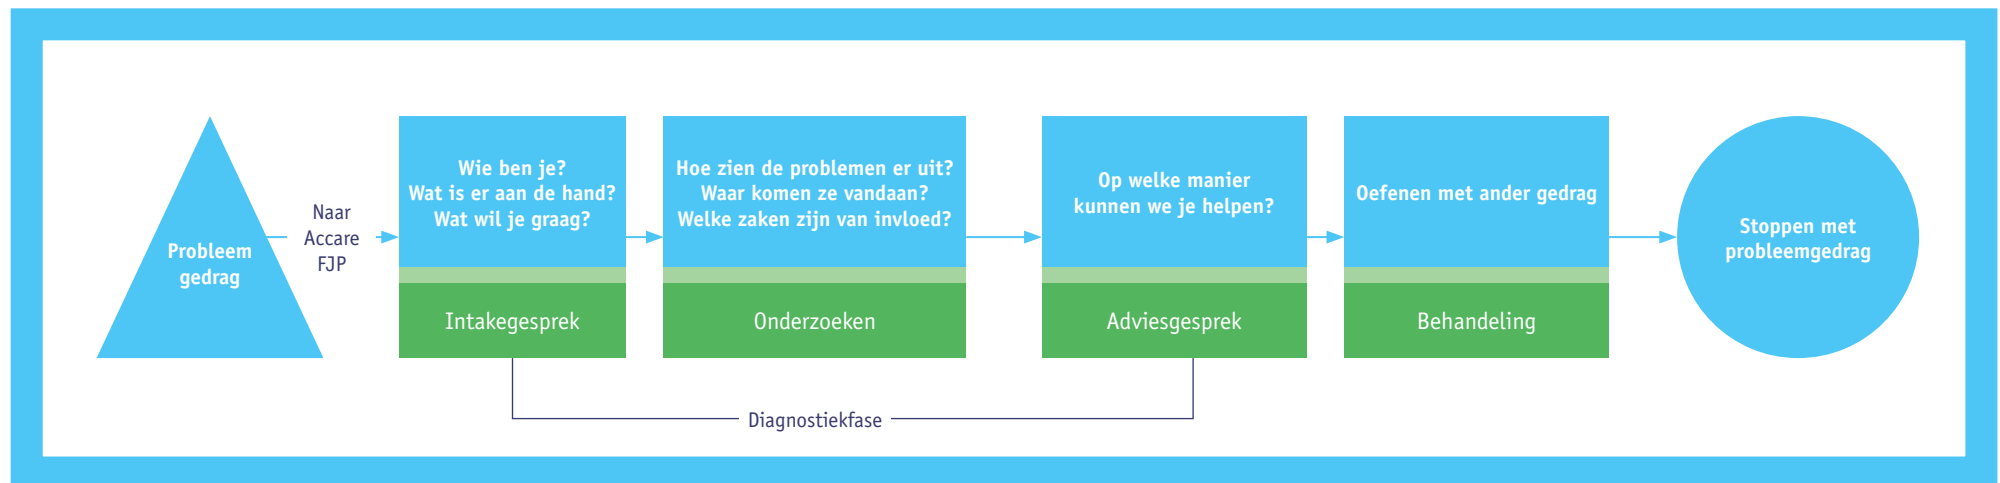 Probleem
gedrag
Naar
Accare
FJP
Wie ben je?
Wat is er aan de hand?
Wat wil je graag?
Intakegesprek
Hoe zien de problemen er uit?
Waar komen ze vandaan?
Welke zaken zijn van invloed?
Onderzoeken
Op welke manier
kunnen we je helpen?
Adviesgesprek
Oefenen met ander gedrag
Behandeling
Stoppen met
probleemgedrag
Diagnostiekfase